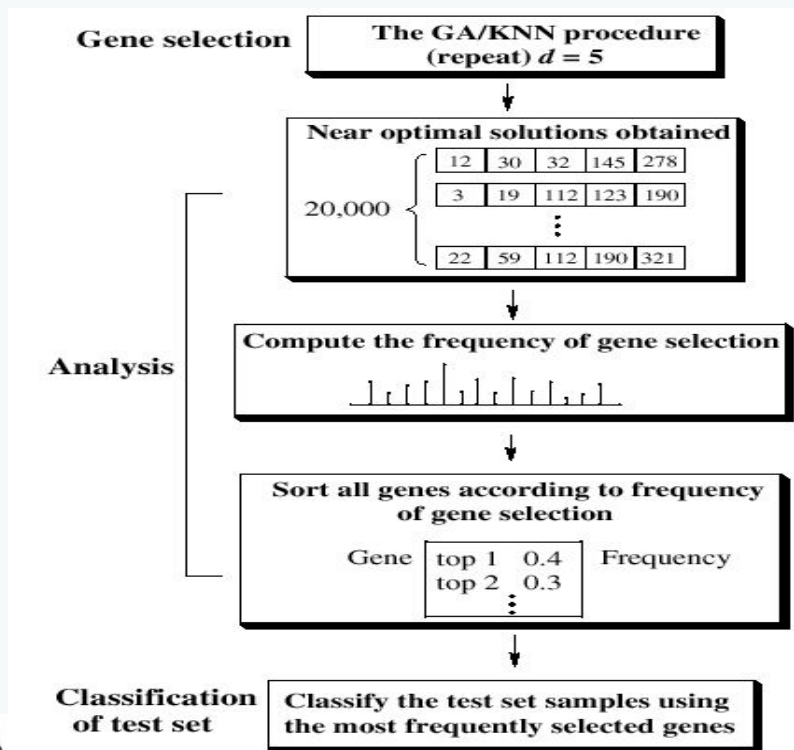 Gene selection
The GA/KNN procedure
(repeat) d = 5
Near optimal solutions obtained
20,000
12 30 32 145 278
3 19 112 123 190
22 59 112 190 321
Analysis
Compute the frequency of gene selection
Sort all genes according to frequency
of gene selection
Gene top 1 0.4 Frequency
top 2 0.3
Classification
of test set
Classify the test set samples using
the most frequently selected genes